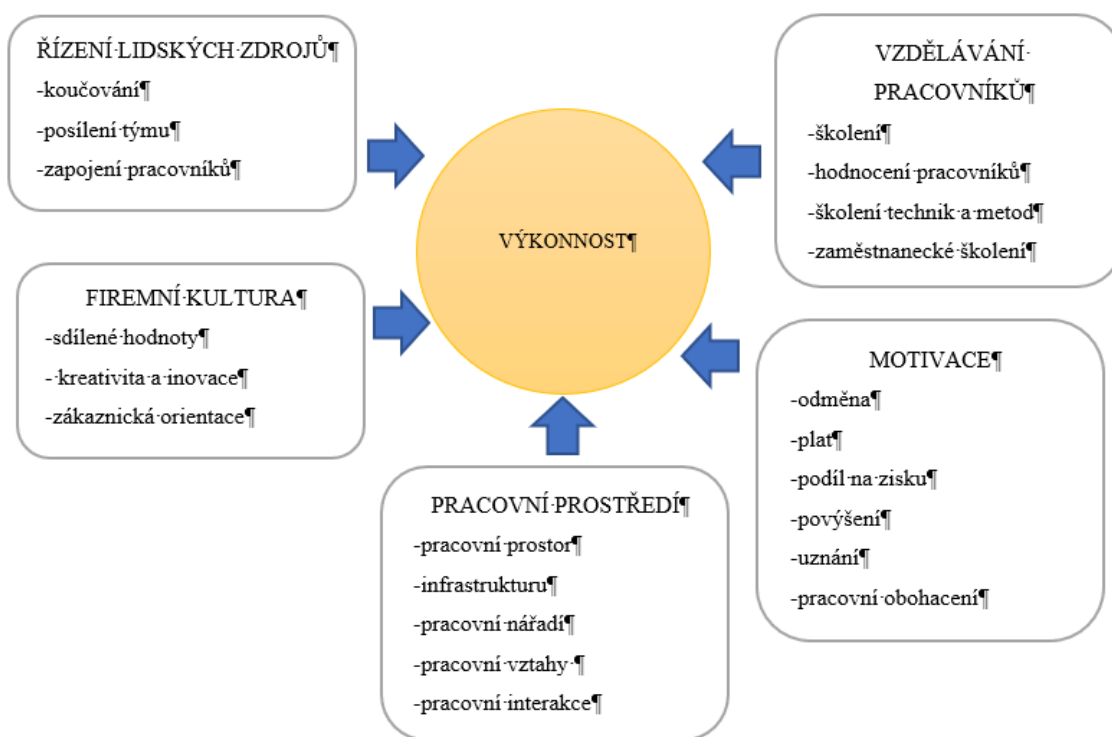 ŘÍZENÍ·LIDSKÝCH·ZDROJŮ¶
-koučování¶
-posílení·týmu¶
-zapojení·pracovníků¶
VZDĚLÁVÁNÍ·
PRACOVNÍKŮ¶
-školení¶
-hodnocení·pracovníků¶
-školení·technik·a·metod¶
-zaměstnanecké·školení¶
VÝKONNOST¶
FIREMNÍ·KULTURA¶
-sdílené·hodnoty¶
-·kreativita·a·inovace¶
-zákaznická·orientace¶
MOTIVACE¶
-odměna¶
-plat¶
-podíl·na·zisku¶
-povýšení¶
-uznání¶
-pracovní·obohacení¶
PRACOVNÍ·PROSTŘEDÍ¶
-pracovní·prostor¶
-infrastrukturu¶
-pracovní·nářadí¶
-pracovní·vztahy·¶
-pracovní·interakce¶